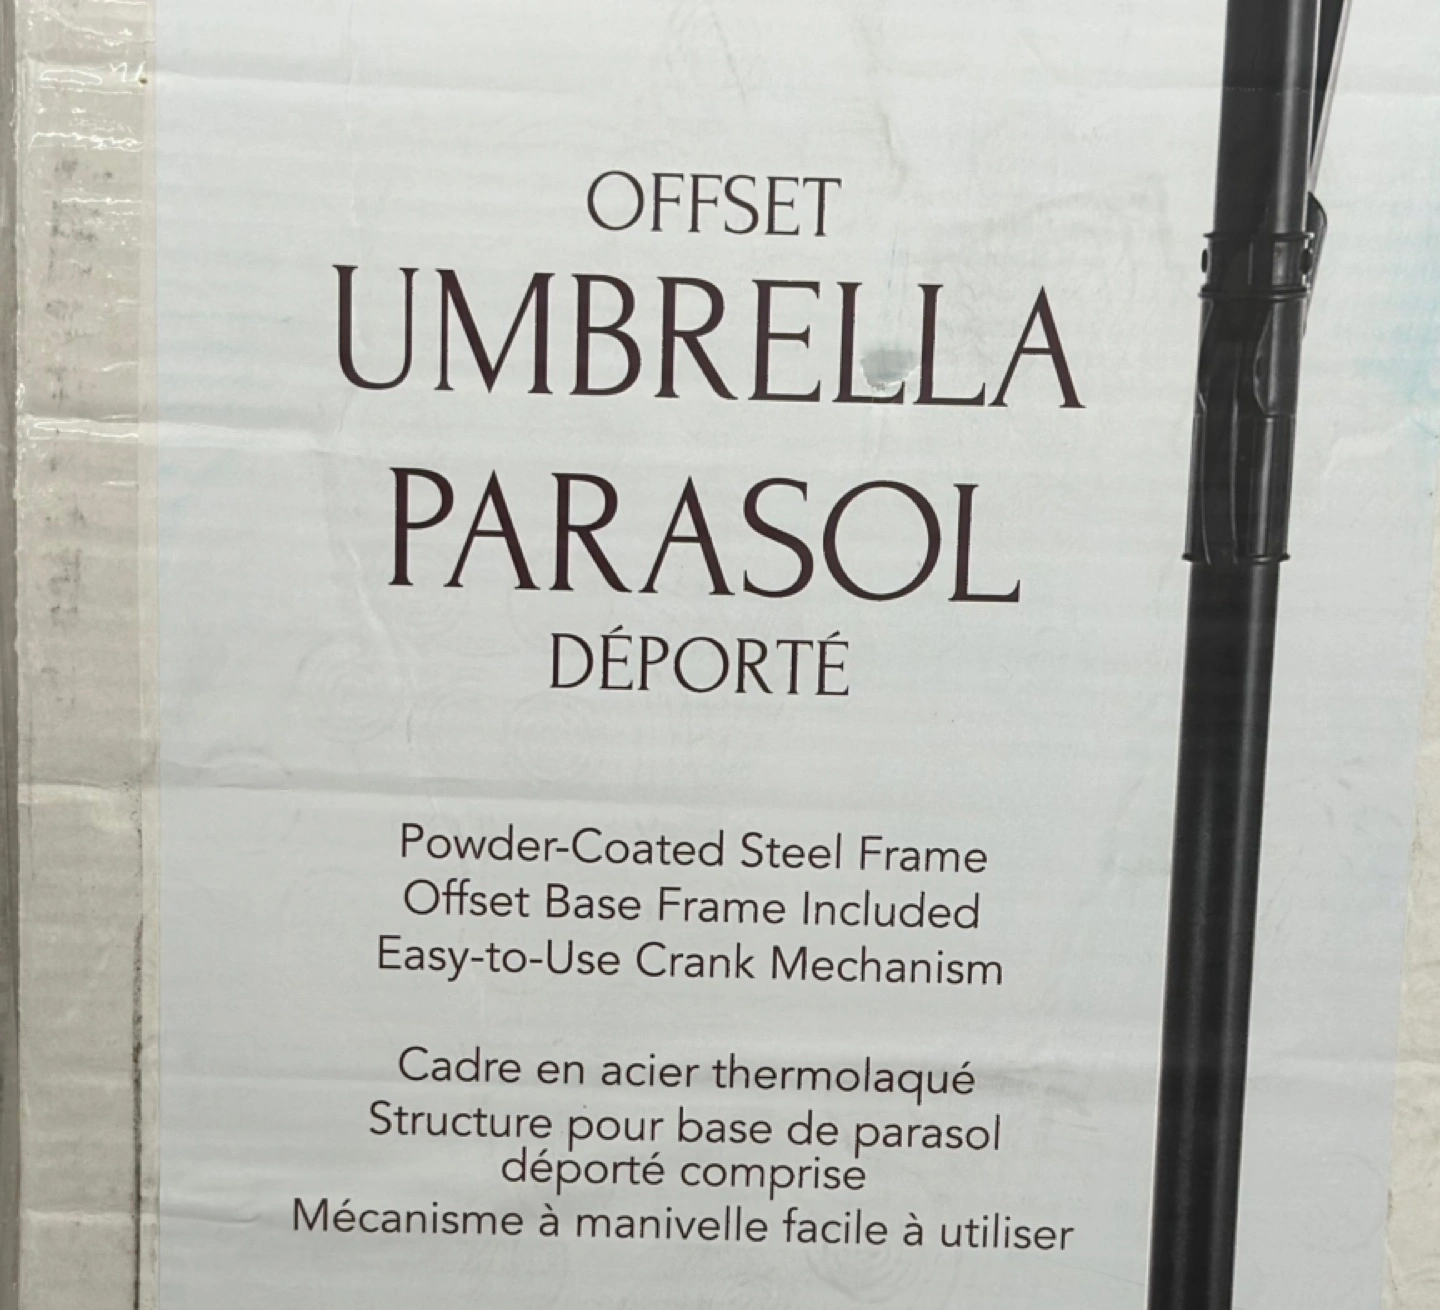 OFFSET
UMBRELLA
PARASOL
DÉPORTÉ
Powder-Coated Steel Frame
Offset Base Frame Included
Easy-to-Use Crank Mechanism
Cadre en acier thermolaqué
Structure pour base de parasol
déporté comprise
Mécanisme à manivelle facile à utiliser